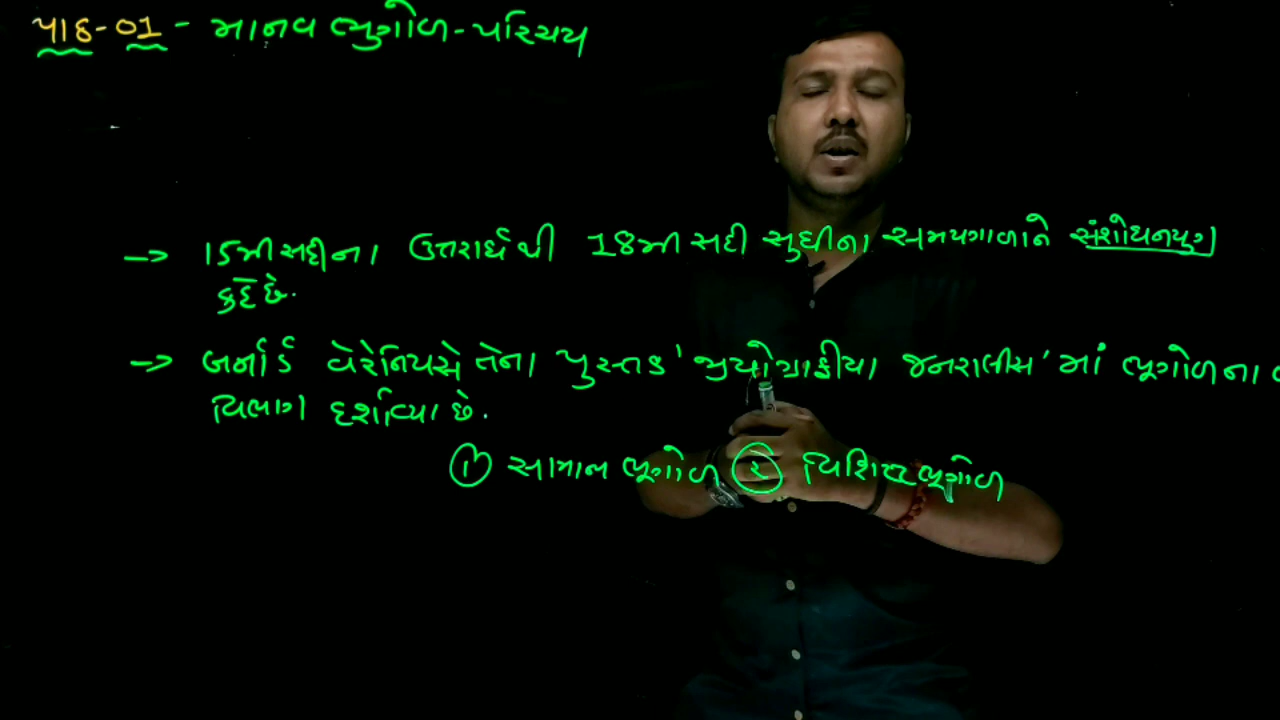 પાઠ-૦1 - માનવ ભુગોળ-પરિચય
→ 15મી સદીના ઉત્તરાર્ધથી 18મી સદી સુધીના સમયગાળાને સંશોધનયુગ
કહે છે.
→ બર્નાર્ડ વેરેનિયસે તેના પુસ્તક 'જીયોગ્રાફીયા જનરાલીસ' માં ભૂગોળના
વિભાગ દર્શાવ્યા છે.
① સામાન્ય ભૂગોળ ② વિશિષ્ટ ભૂગોળ